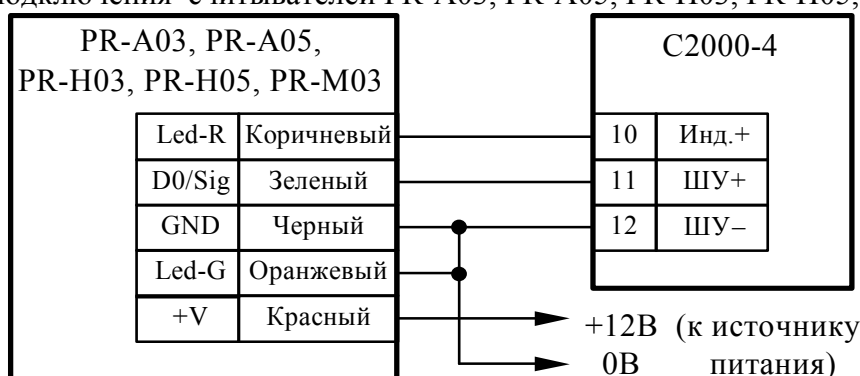 подключения считывателей PR-A03, PR-A05, PR-H03, PR-H05,
PR-A03, PR-A05,
PR-H03, PR-H05, PR-M03
С2000-4
Led-R Коричневый
10 Инд.+
D0/Sig Зеленый
11 ШУ+
GND Черный
12 ШУ–
Led-G Оранжевый
+V Красный
+12В (к источнику
0В питания)